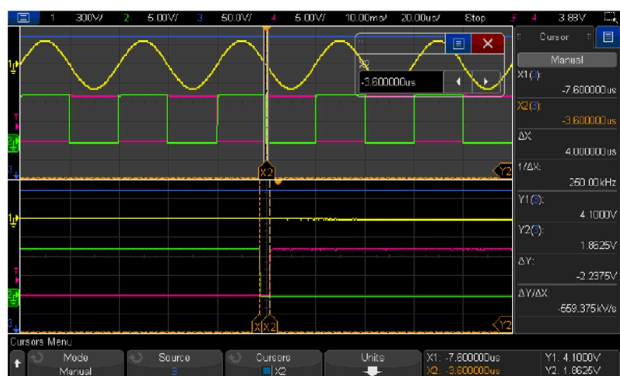 1 300V/ 2 5.00V/ 3 50.0V/ 4 5.00V/ 10.00ms/ 20.00us/ Stop 4 3.88V
Cursor
Manual
X2
-3.600000us
X1(3):
-7.600000us
X2(3):
-3.600000us
ΔX:
4.000000us
1/ΔX:
250.00kHz
Y1(3):
4.1000V
Y2(3):
1.8625V
ΔY:
-2.2375V
ΔY/ΔX:
-559.375kV/s
X2 Y2
X X2 Y2
Cursors Menu
Mode Source Cursors Units X1: -7.600000us Y1: 4.1000V
Manual 3 X2 X2: -3.600000us Y2: 1.8625V